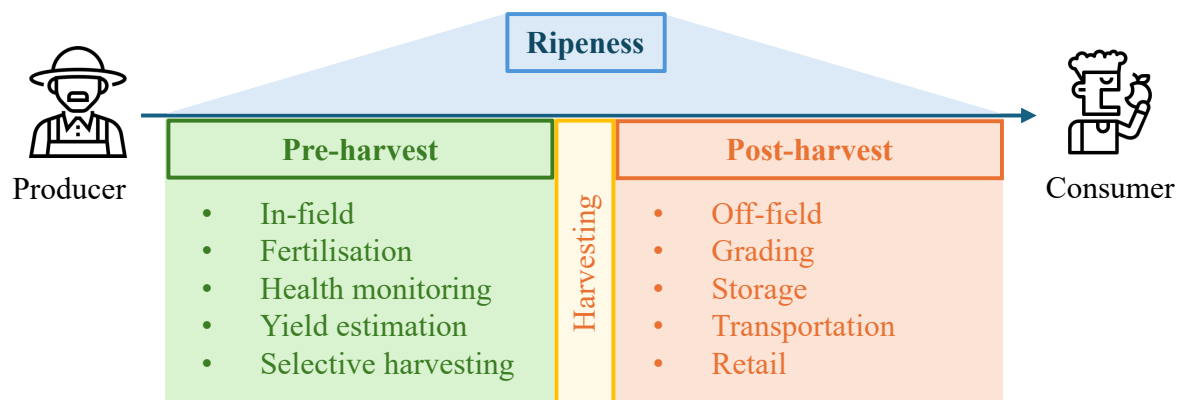 Ripeness
Producer
Consumer
Pre-harvest
• In-field
• Fertilisation
• Health monitoring
• Yield estimation
• Selective harvesting
Harvesting
Post-harvest
• Off-field
• Grading
• Storage
• Transportation
• Retail